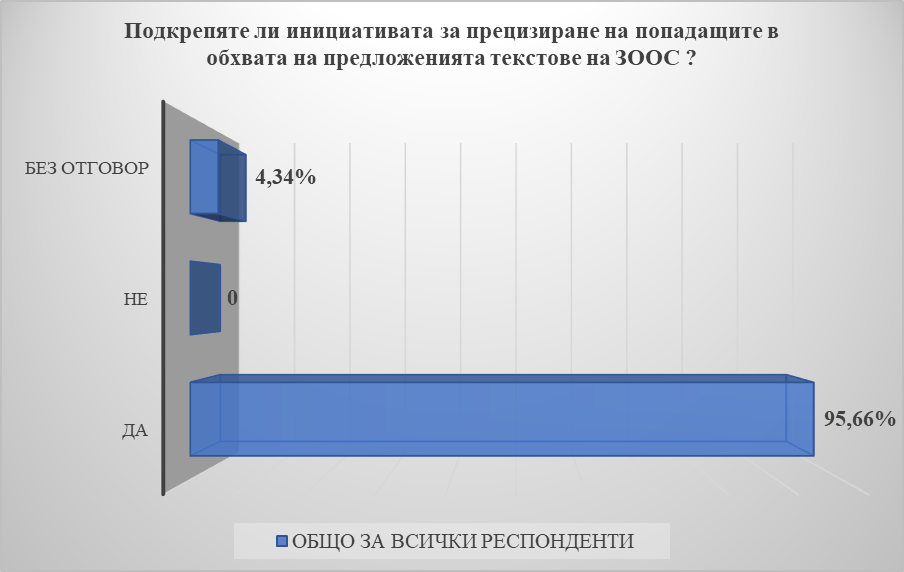 Подкрепяте ли инициативата за прецизиране на попадащите в
обхвата на предложенията текстове на ЗООС ?
БЕЗ ОТГОВОР
4,34%
НЕ
0
ДА
95,66%
ОБЩО ЗА ВСИЧКИ РЕСПОНДЕНТИ